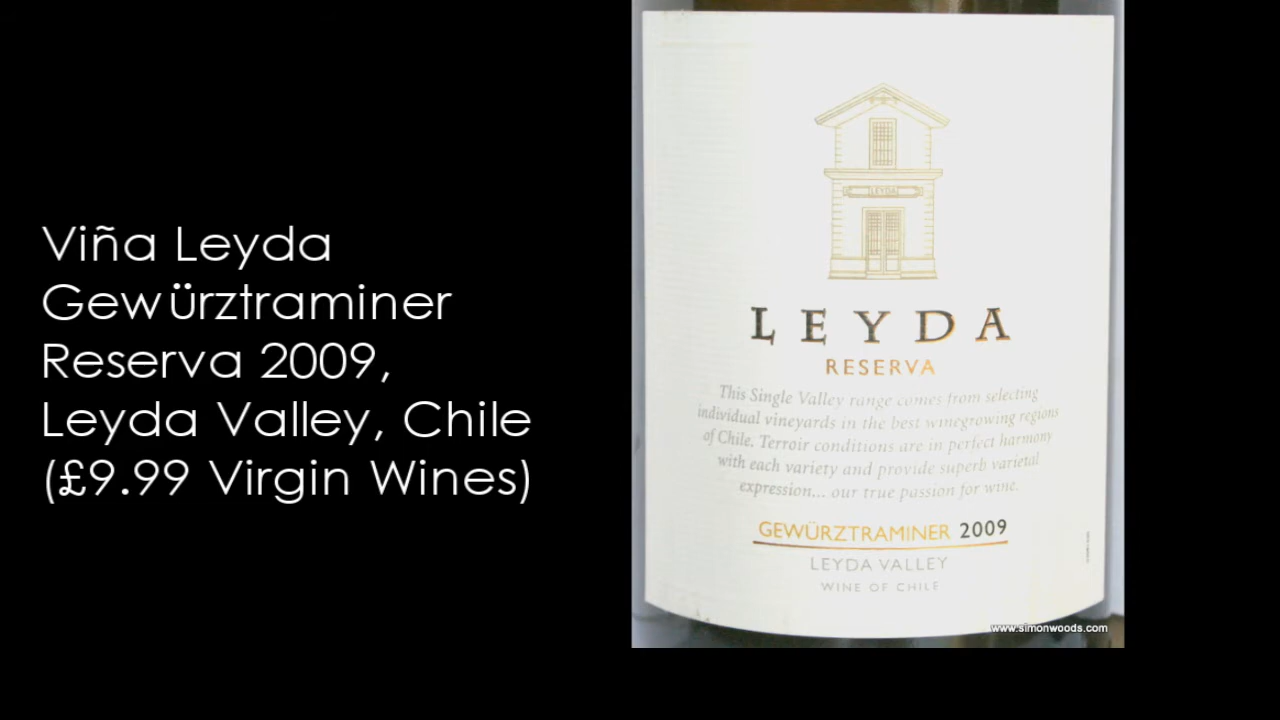 Viña Leyda
Gewürztraminer
Reserva 2009,
Leyda Valley, Chile
(£9.99 Virgin Wines)
LEYDA
LEYDA
RESERVA
This Single Valley range comes from selecting
individual vineyards in the best winegrowing regions
of Chile. Terroir conditions are in perfect harmony
with each variety and provide superb varietal
expression... our true passion for wine.
GEWÜRZTRAMINER 2009
LEYDA VALLEY
WINE OF CHILE
www.simonwoods.com